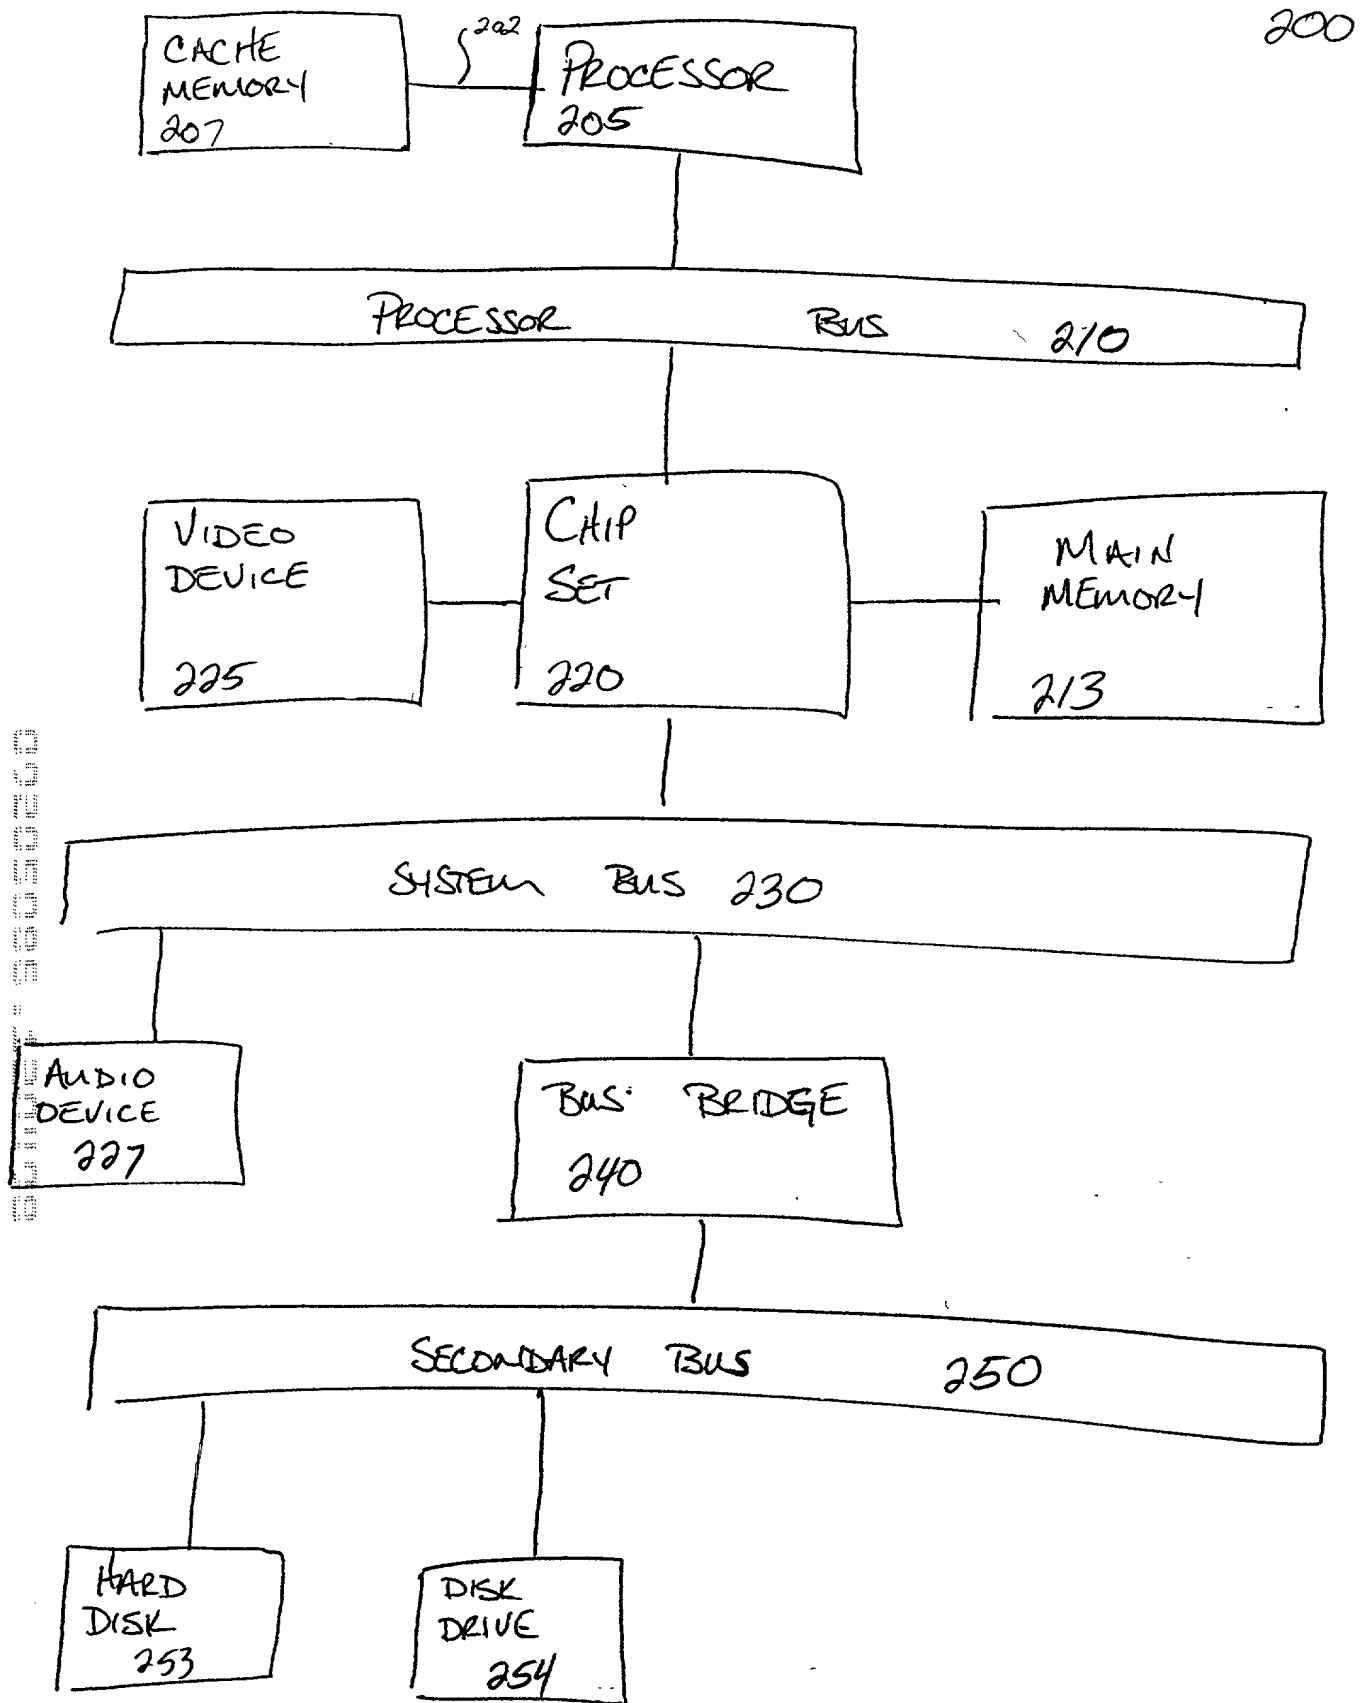 200
CACHE
MEMORY
207
202
PROCESSOR
205
PROCESSOR BUS 210
VIDEO
DEVICE
225
CHIP
SET
220
MAIN
MEMORY
213
SYSTEM BUS 230
AUDIO
DEVICE
227
BUS BRIDGE
240
SECONDARY BUS 250
HARD
DISK
253
DISK
DRIVE
254